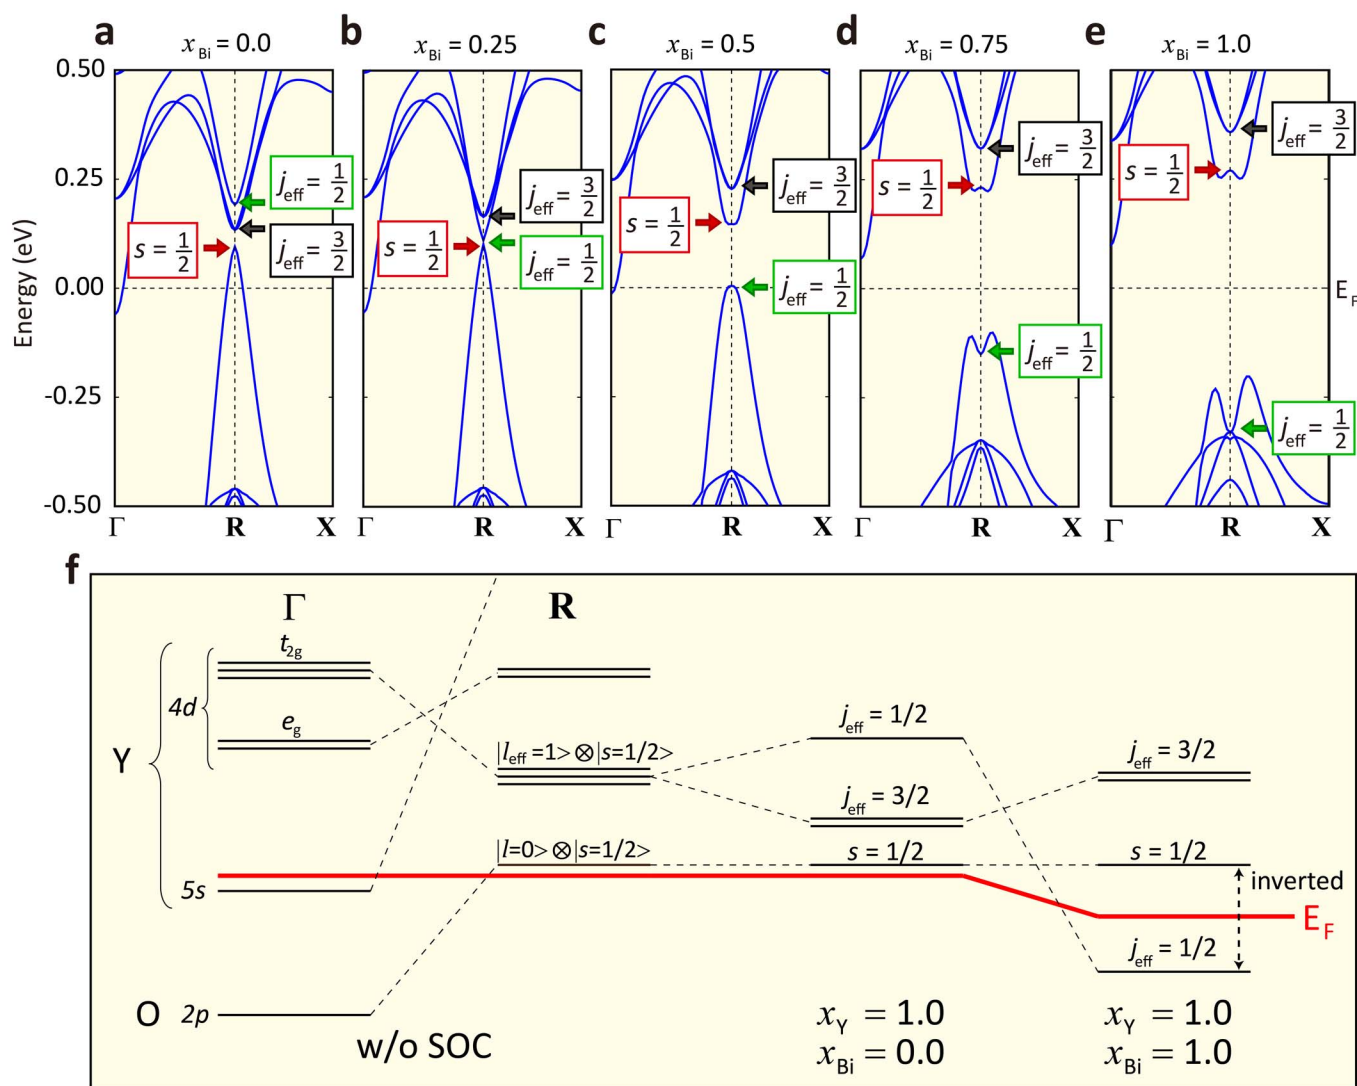 a
x_Bi = 0.0
b
x_Bi = 0.25
c
x_Bi = 0.5
d
x_Bi = 0.75
e
x_Bi = 1.0
Energy (eV)
0.50
0.25
0.00
-0.25
-0.50
j_eff = 1/2
s = 1/2
j_eff = 3/2
Γ R X
j_eff = 3/2
s = 1/2
j_eff = 1/2
Γ R X
j_eff = 3/2
s = 1/2
j_eff = 1/2
Γ R X
j_eff = 3/2
s = 1/2
j_eff = 1/2
Γ R X
j_eff = 3/2
s = 1/2
E_F
j_eff = 1/2
Γ R X
f
Γ R
t_2g
4d
e_g
Y
5s
O 2p
|l_eff =1> ⊗ |s=1/2>
|l=0> ⊗ |s=1/2>
w/o SOC
j_eff = 1/2
j_eff = 3/2
s = 1/2
x_Y = 1.0
x_Bi = 0.0
j_eff = 3/2
s = 1/2
inverted
E_F
j_eff = 1/2
x_Y = 1.0
x_Bi = 1.0